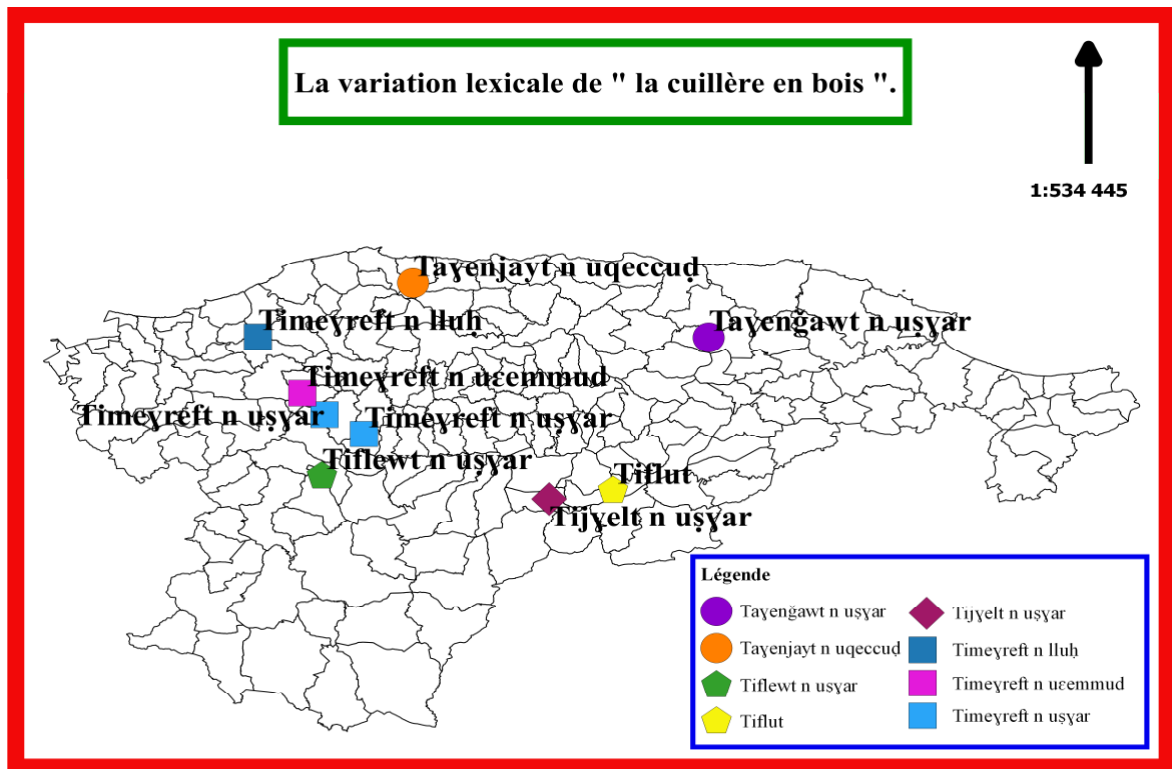 La variation lexicale de " la cuillère en bois ".
1:534 445
Taɣenjayt n uqeccuḍ
Timeɣreft n lluḥ
Taɣenǧawt n uṣɣar
Timeɣreft n uɛemmud
Timeɣreft n uṣɣar
Timeɣreft n uṣɣar
Tiflewt n uṣɣar
Tiflut
Tijɣelt n uṣɣar
Légende
Taɣenǧawt n uṣɣar
Taɣenjayt n uqeccuḍ
Tiflewt n uṣɣar
Tiflut
Tijɣelt n uṣɣar
Timeɣreft n lluḥ
Timeɣreft n uɛemmud
Timeɣreft n uṣɣar